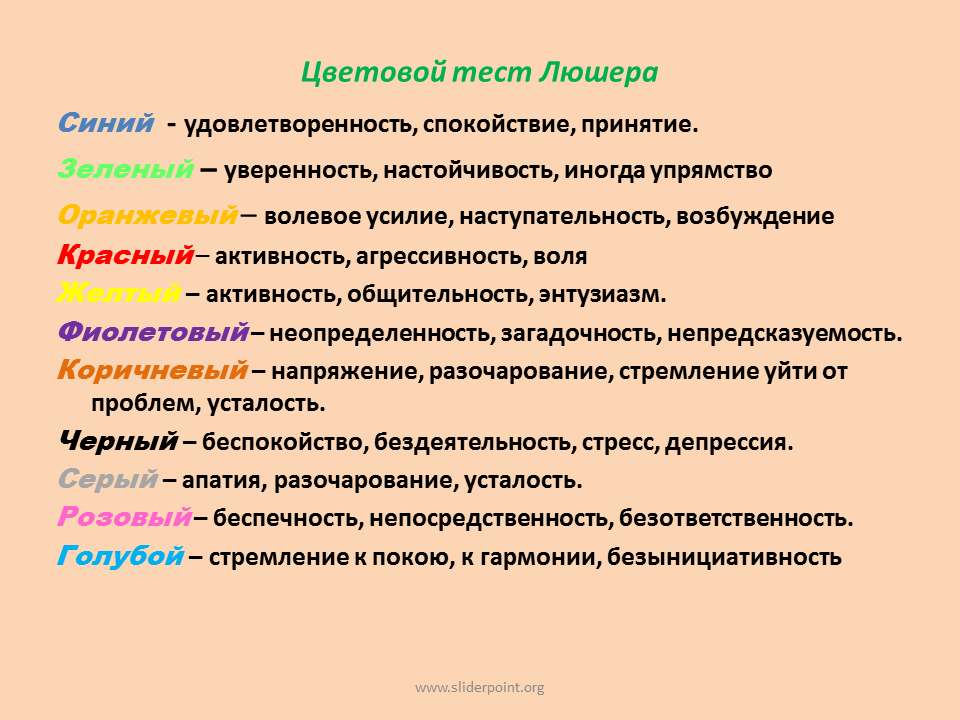 Цветовой тест Люшера
Синий - удовлетворенность, спокойствие, принятие.
Зеленый – уверенность, настойчивость, иногда упрямство
Оранжевый – волевое усилие, наступательность, возбуждение
Красный – активность, агрессивность, воля
Желтый – активность, общительность, энтузиазм.
Фиолетовый – неопределенность, загадочность, непредсказуемость.
Коричневый – напряжение, разочарование, стремление уйти от
проблем, усталость.
Черный – беспокойство, бездеятельность, стресс, депрессия.
Серый – апатия, разочарование, усталость.
Розовый – беспечность, непосредственность, безответственность.
Голубой – стремление к покою, к гармонии, безынициативность
www.sliderpoint.org